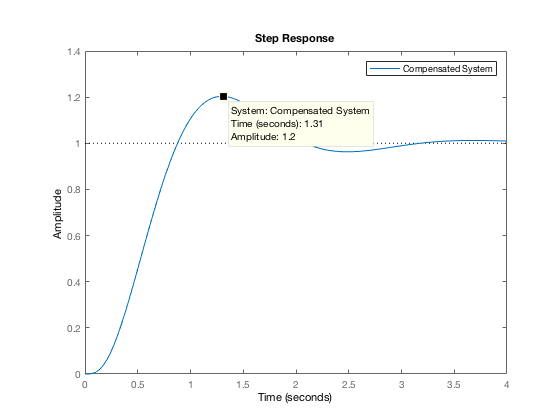 Step Response
Compensated System
System: Compensated System
Time (seconds): 1.31
Amplitude: 1.2
Amplitude
1.4
1.2
1
0.8
0.6
0.4
0.2
0
0 0.5 1 1.5 2 2.5 3 3.5 4
Time (seconds)